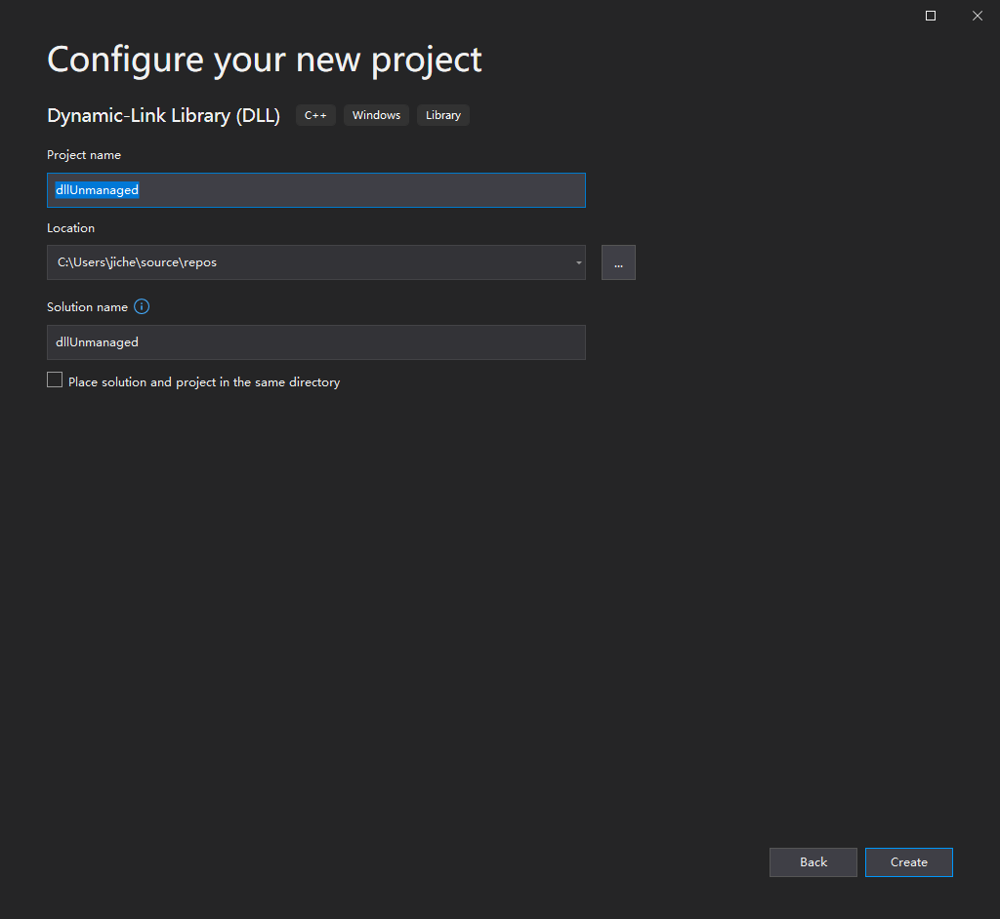 Configure your new project
Dynamic-Link Library (DLL) C++ Windows Library
Project name
dllUnmanaged
Location
C:\Users\jiche\source\repos
...
Solution name
dllUnmanaged
Place solution and project in the same directory
Back Create